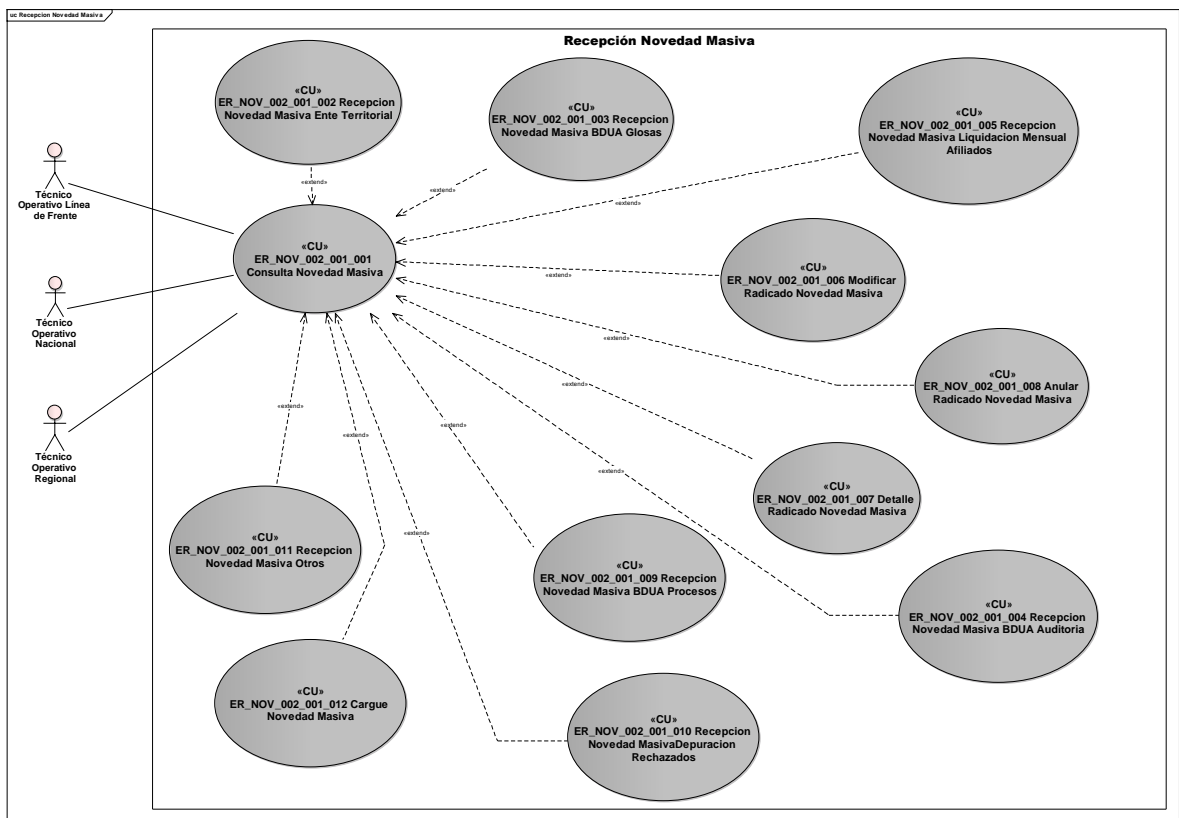 uc Recepcion Novedad Masiva
Recepción Novedad Masiva
«CU»
ER_NOV_002_001_002 Recepcion
Novedad Masiva Ente Territorial
«CU»
ER_NOV_002_001_003 Recepcion
Novedad Masiva BDUA Glosas
«CU»
ER_NOV_002_001_005 Recepcion
Novedad Masiva Liquidacion Mensual
Afiliados
«extend»
«extend»
«extend»
Técnico
Operativo Línea
de Frente
«CU»
ER_NOV_002_001_001
Consulta Novedad Masiva
«extend»
«CU»
ER_NOV_002_001_006 Modificar
Radicado Novedad Masiva
Técnico
Operativo
Nacional
«extend»
«CU»
ER_NOV_002_001_008 Anular
Radicado Novedad Masiva
«extend»
Técnico
Operativo
Regional
«extend»
«extend»
«extend»
«extend»
«CU»
ER_NOV_002_001_007 Detalle
Radicado Novedad Masiva
«extend»
«CU»
ER_NOV_002_001_011 Recepcion
Novedad Masiva Otros
«CU»
ER_NOV_002_001_009 Recepcion
Novedad Masiva BDUA Procesos
«CU»
ER_NOV_002_001_004 Recepcion
Novedad Masiva BDUA Auditoria
«CU»
ER_NOV_002_001_012 Cargue
Novedad Masiva
«CU»
ER_NOV_002_001_010 Recepcion
Novedad MasivaDepuracion
Rechazados